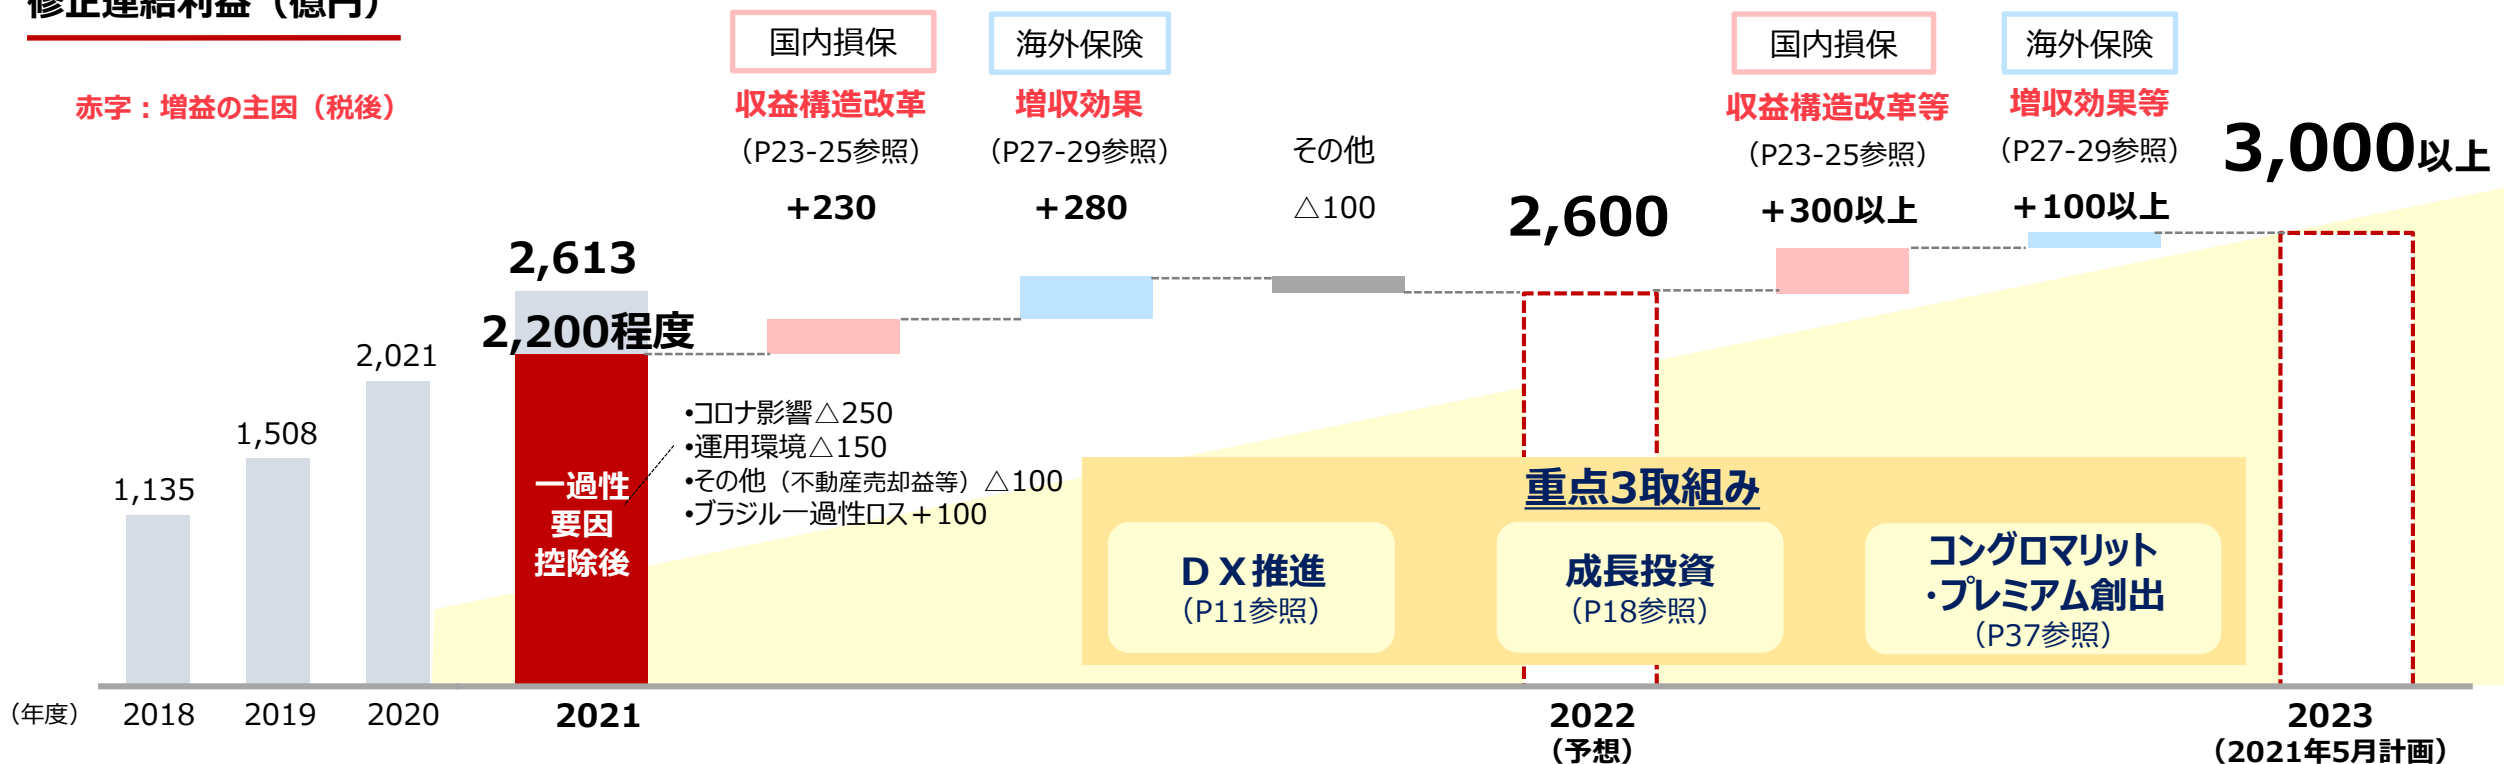 修正連結利益（億円）
赤字：増益の主因（税後）
国内損保
収益構造改革
（P23-25参照）
+230
海外保険
増収効果
（P27-29参照）
＋280
その他
△100
2,600
国内損保
収益構造改革等
（P23-25参照）
＋300以上
海外保険
増収効果等
（P27-29参照）
＋100以上
3,000以上
2,613
2,200程度
2,021
1,508
1,135
一過性
要因
控除後
•コロナ影響△250
•運用環境△150
•その他（不動産売却益等）△100
•ブラジル一過性ロス＋100
重点3取組み
ＤＸ推進
（P11参照）
成長投資
（P18参照）
コングロマリット
・プレミアム創出
（P37参照）
（年度）
2018
2019
2020
2021
2022
（予想）
2023
（2021年5月計画）